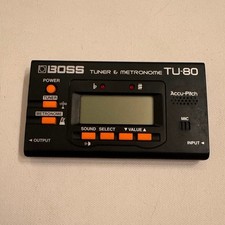 BOSS TUNER & METRONOME TU-80
POWER
Accu-Pitch
TUNER
METRONOME
MIC
SOUND SELECT ▼ VALUE ▲
◄ OUTPUT
INPUT ◄